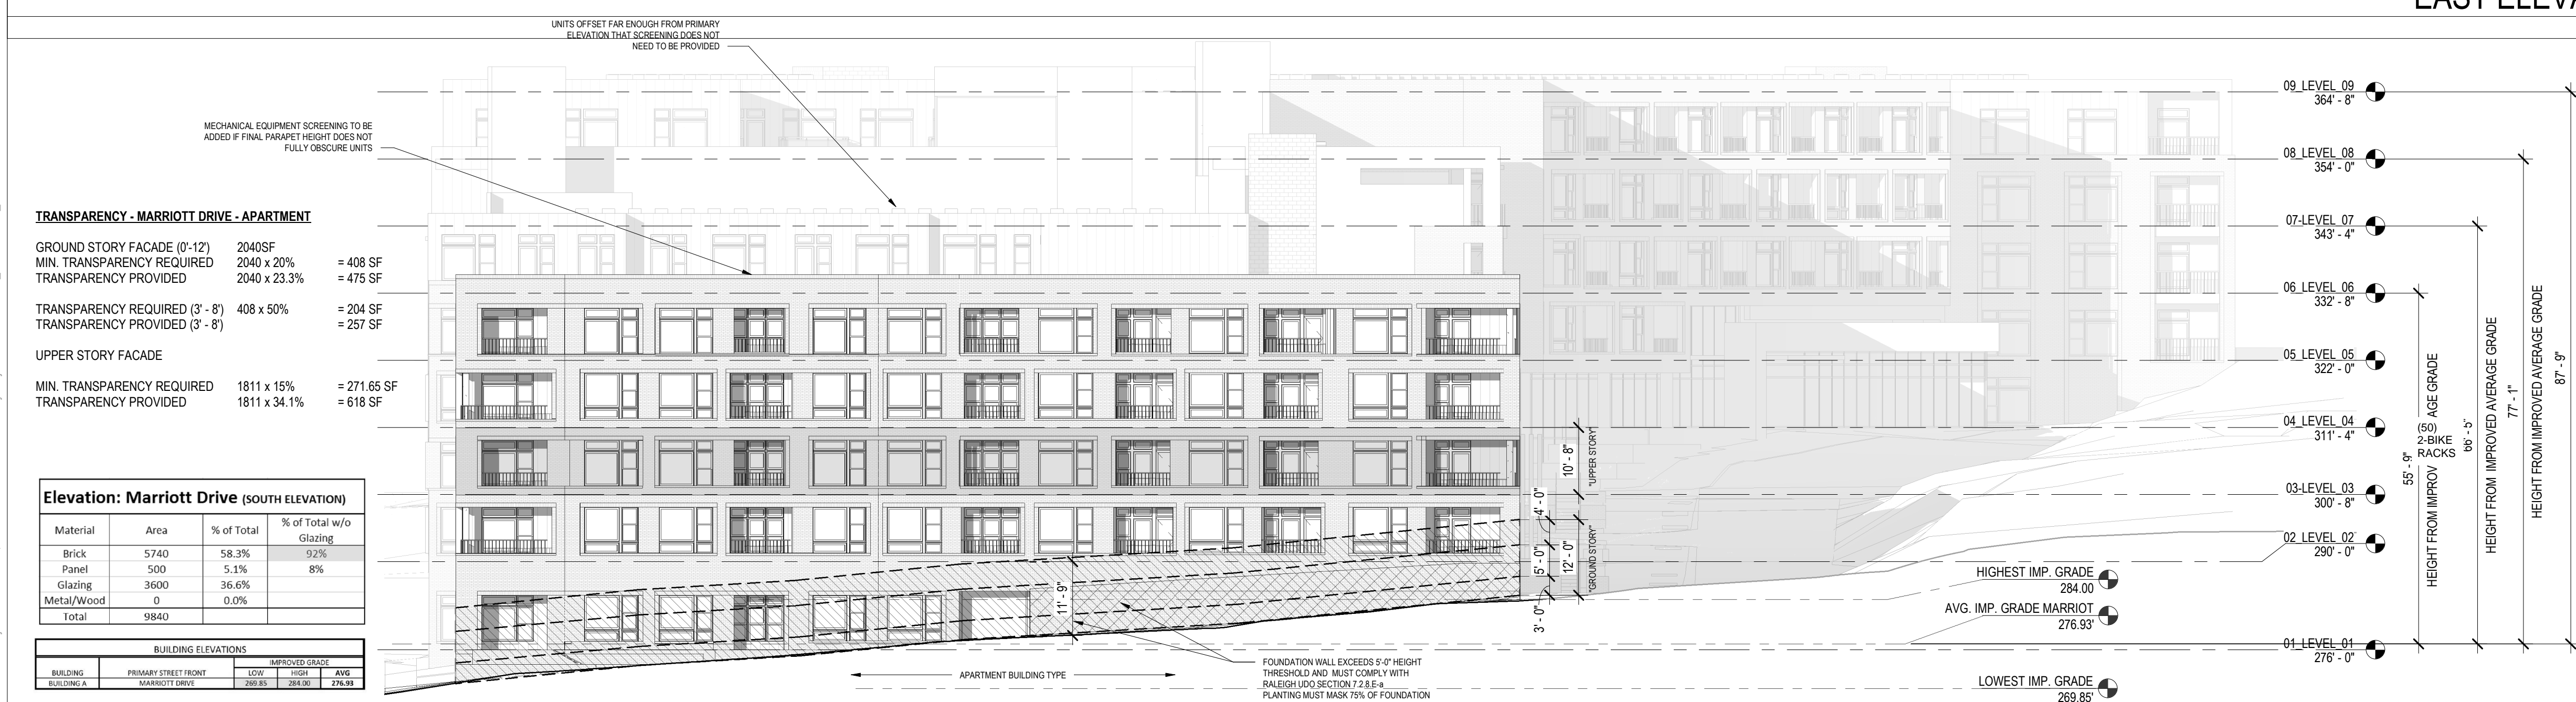 EAST ELEVA
UNITS OFFSET FAR ENOUGH FROM PRIMARY
ELEVATION THAT SCREENING DOES NOT
NEED TO BE PROVIDED
MECHANICAL EQUIPMENT SCREENING TO BE
ADDED IF FINAL PARAPET HEIGHT DOES NOT
FULLY OBSCURE UNITS
TRANSPARENCY - MARRIOTT DRIVE - APARTMENT
GROUND STORY FACADE (0'-12') 2040SF
MIN. TRANSPARENCY REQUIRED 2040 x 20% = 408 SF
TRANSPARENCY PROVIDED 2040 x 23.3% = 475 SF
TRANSPARENCY REQUIRED (3' - 8') 408 x 50% = 204 SF
TRANSPARENCY PROVIDED (3' - 8') = 257 SF
UPPER STORY FACADE
MIN. TRANSPARENCY REQUIRED 1811 x 15% = 271.65 SF
TRANSPARENCY PROVIDED 1811 x 34.1% = 618 SF
Elevation: Marriott Drive (SOUTH ELEVATION)
Material Area % of Total % of Total w/o Glazing
Brick 5740 58.3% 92%
Panel 500 5.1% 8%
Glazing 3600 36.6%
Metal/Wood 0 0.0%
Total 9840
BUILDING ELEVATIONS
IMPROVED GRADE
BUILDING PRIMARY STREET FRONT LOW HIGH AVG
BUILDING A MARRIOTT DRIVE 269.85 284.00 276.93
11' - 9"
APARTMENT BUILDING TYPE
FOUNDATION WALL EXCEEDS 5'-0" HEIGHT
THRESHOLD AND MUST COMPLY WITH
RALEIGH UDO SECTION 7.2.8.E-a
PLANTING MUST MASK 75% OF FOUNDATION
10' - 8"
"UPPER STORY"
4' - 0"
5' - 0"
3' - 0"
12' - 0"
"GROUND STORY"
09_LEVEL_09
364' - 8"
08_LEVEL_08
354' - 0"
07-LEVEL_07
343' - 4"
06_LEVEL_06
332' - 8"
05_LEVEL_05
322' - 0"
04_LEVEL_04
311' - 4"
03-LEVEL_03
300' - 8"
02_LEVEL_02
290' - 0"
HIGHEST IMP. GRADE
284.00
AVG. IMP. GRADE MARRIOT
276.93'
01_LEVEL_01
276' - 0"
LOWEST IMP. GRADE
269.85'
55' - 9"
HEIGHT FROM IMPROV AGE GRADE
(50)
2-BIKE
RACKS
66' - 5"
HEIGHT FROM IMPROVED AVERAGE GRADE
77' - 1"
HEIGHT FROM IMPROVED AVERAGE GRADE
87' - 9"